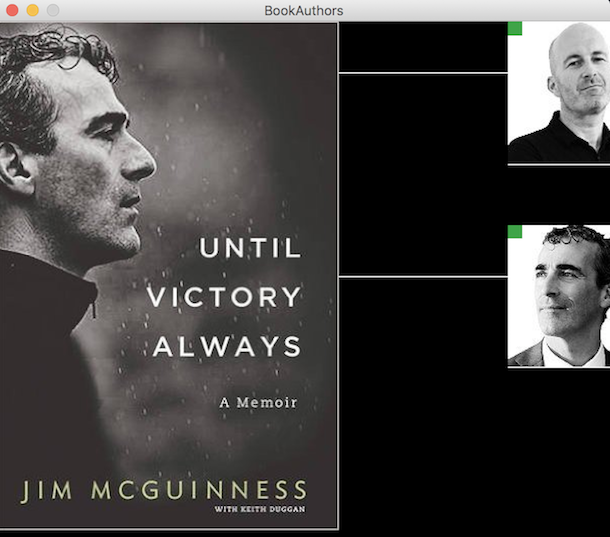 BookAuthors
UNTIL
VICTORY
ALWAYS
A Memoir
JIM MCGUINNESS
WITH KEITH DUGGAN